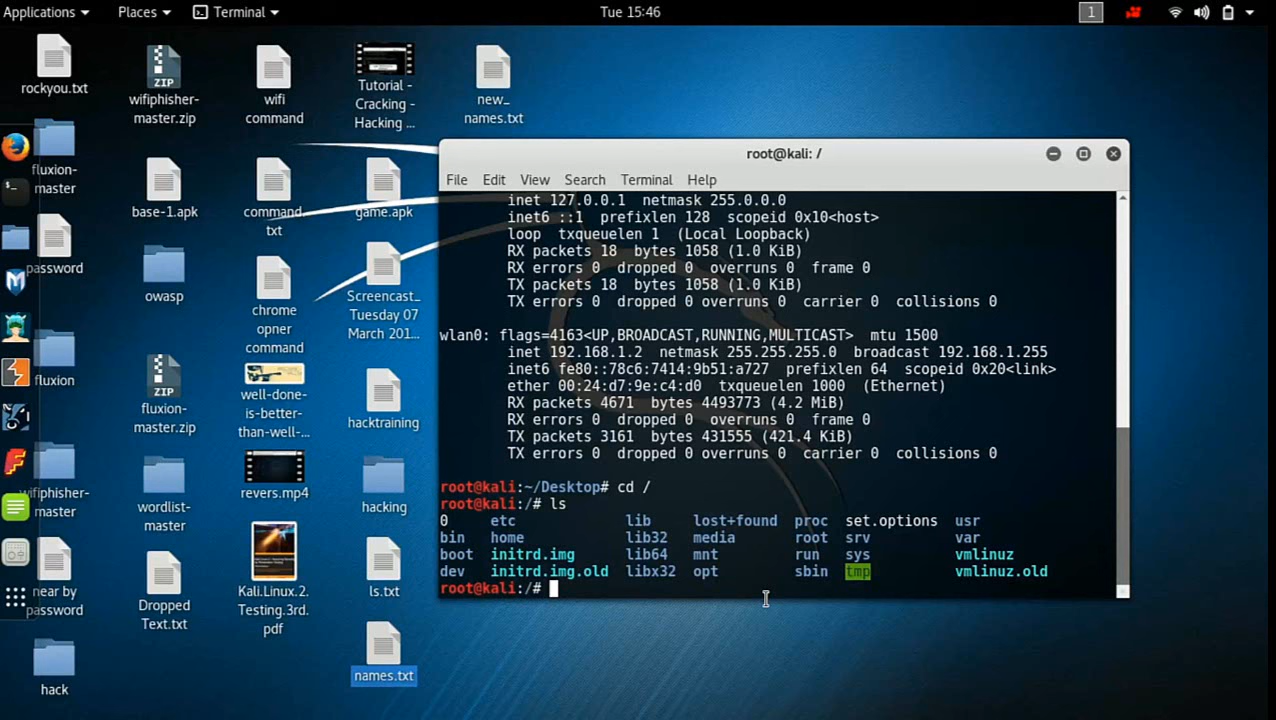 Applications Places Terminal Tue 15:46 1
rockyou.txt
ZIP
wifiphisher-
master.zip
wifi
command
Tutorial -
Cracking -
Hacking ...
new_
names.txt
fluxion-
master
base-1.apk
command.
txt
game.apk
password
owasp
chrome
opner
command
Screencast_
Tuesday 07
March 201...
fluxion
ZIP
fluxion-
master.zip
well-done-
is-better-
than-well-...
hacktraining
wifiphisher-
master
wordlist-
master
revers.mp4
hacking
near by
password
Dropped
Text.txt
Kali.Linux.2.
Testing.3rd.
pdf
ls.txt
hack
names.txt
root@kali: /
File Edit View Search Terminal Help
inet 127.0.0.1 netmask 255.0.0.0
inet6 ::1 prefixlen 128 scopeid 0x10<host>
loop txqueuelen 1 (Local Loopback)
RX packets 18 bytes 1058 (1.0 KiB)
RX errors 0 dropped 0 overruns 0 frame 0
TX packets 18 bytes 1058 (1.0 KiB)
TX errors 0 dropped 0 overruns 0 carrier 0 collisions 0
wlan0: flags=4163<UP,BROADCAST,RUNNING,MULTICAST> mtu 1500
inet 192.168.1.2 netmask 255.255.255.0 broadcast 192.168.1.255
inet6 fe80::78c6:7414:9b51:a727 prefixlen 64 scopeid 0x20<link>
ether 00:24:d7:9e:c4:d0 txqueuelen 1000 (Ethernet)
RX packets 4671 bytes 4493773 (4.2 MiB)
RX errors 0 dropped 0 overruns 0 frame 0
TX packets 3161 bytes 431555 (421.4 KiB)
TX errors 0 dropped 0 overruns 0 carrier 0 collisions 0
root@kali:~/Desktop# cd /
root@kali:/# ls
0 etc lib lost+found proc set.options usr
bin home lib32 media root srv var
boot initrd.img lib64 mnt run sys vmlinuz
dev initrd.img.old libx32 opt sbin tmp vmlinuz.old
root@kali:/#